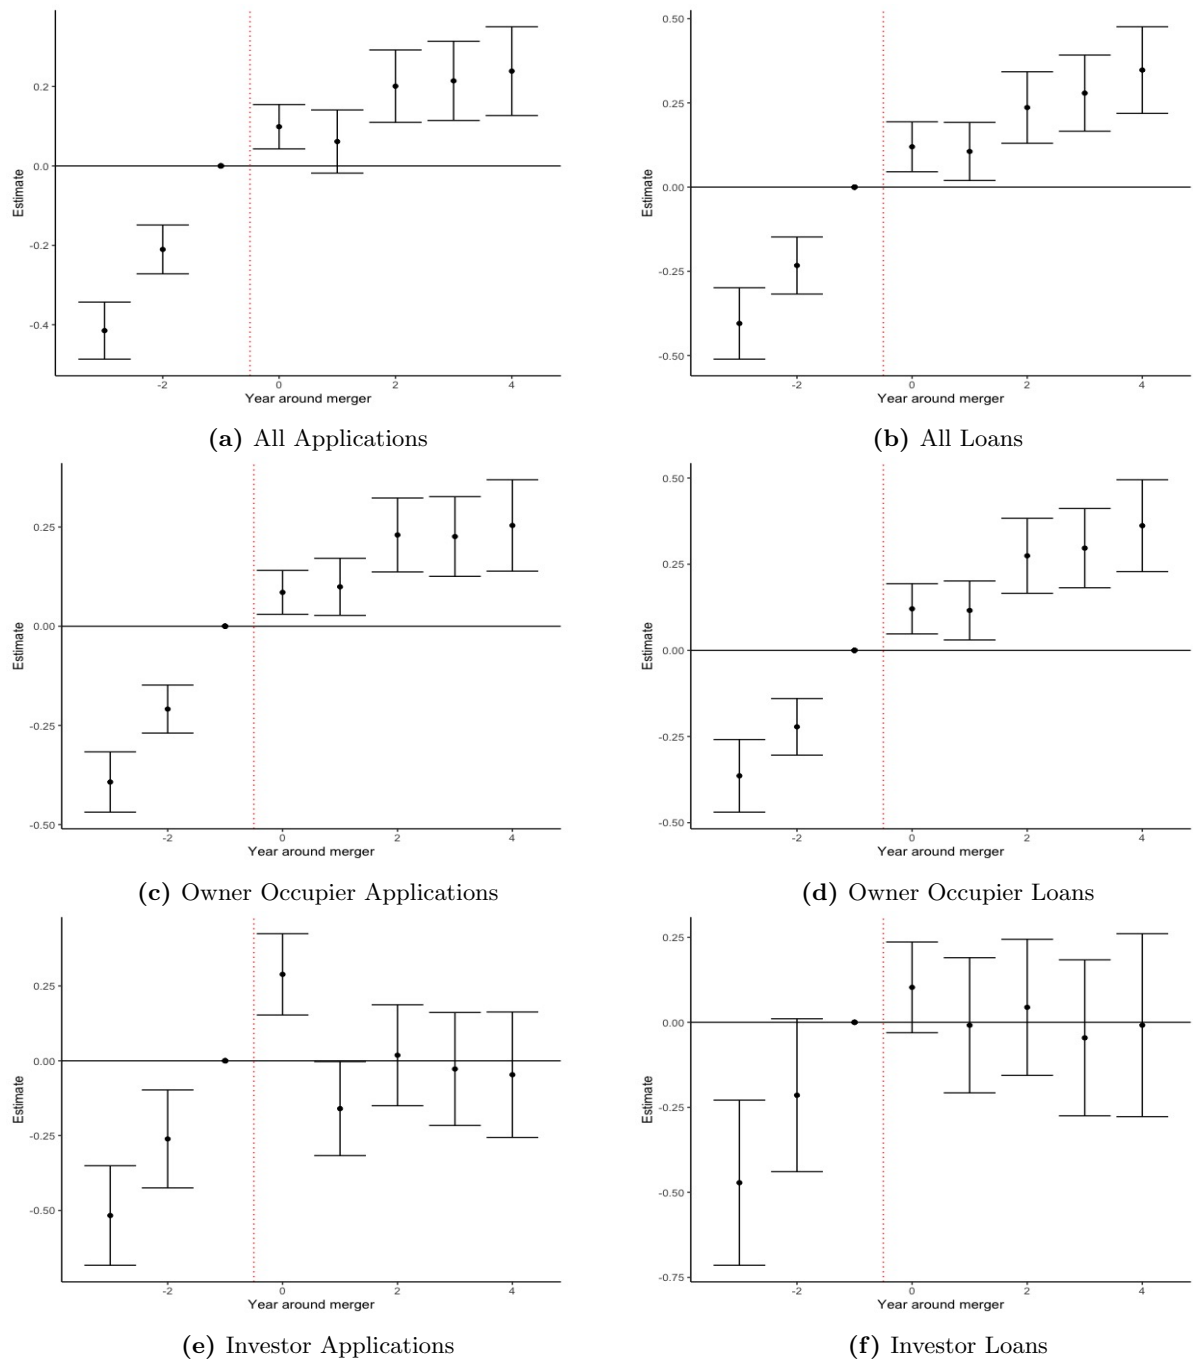 Estimate
0.2
0.0
-0.2
-0.4
-2 0 2 4
Year around merger
(a) All Applications
Estimate
0.50
0.25
0.00
-0.25
-0.50
-2 0 2 4
Year around merger
(b) All Loans
Estimate
0.25
0.00
-0.25
-0.50
-2 0 2 4
Year around merger
(c) Owner Occupier Applications
Estimate
0.50
0.25
0.00
-0.25
-0.50
-2 0 2 4
Year around merger
(d) Owner Occupier Loans
Estimate
0.25
0.00
-0.25
-0.50
-2 0 2 4
Year around merger
(e) Investor Applications
Estimate
0.25
0.00
-0.25
-0.50
-0.75
-2 0 2 4
Year around merger
(f) Investor Loans